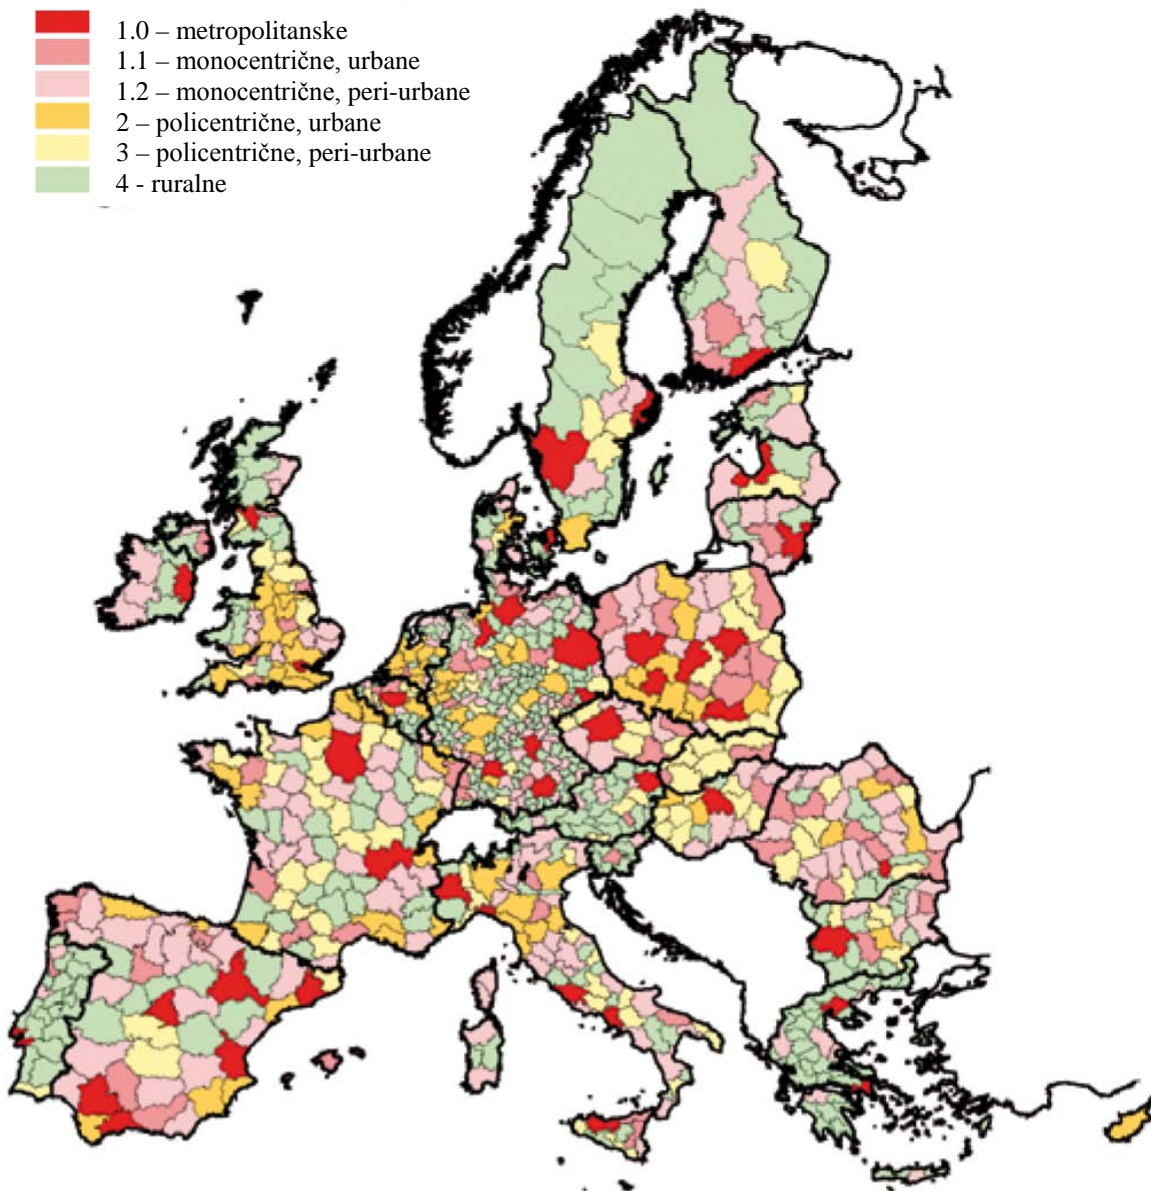 1.0 – metropolitanske
1.1 – monocentrične, urbane
1.2 – monocentrične, peri-urbane
2 – policentrične, urbane
3 – policentrične, peri-urbane
4 - ruralne